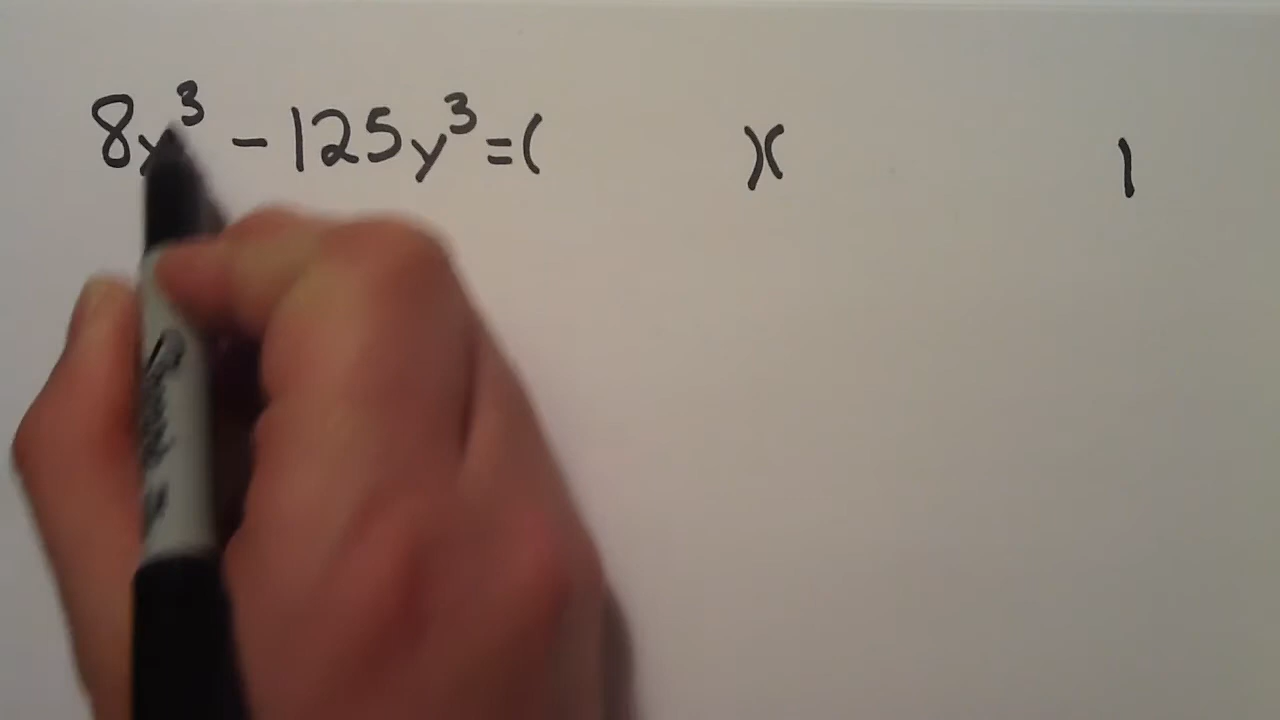 8x³ - 125y³ = (          )(          )